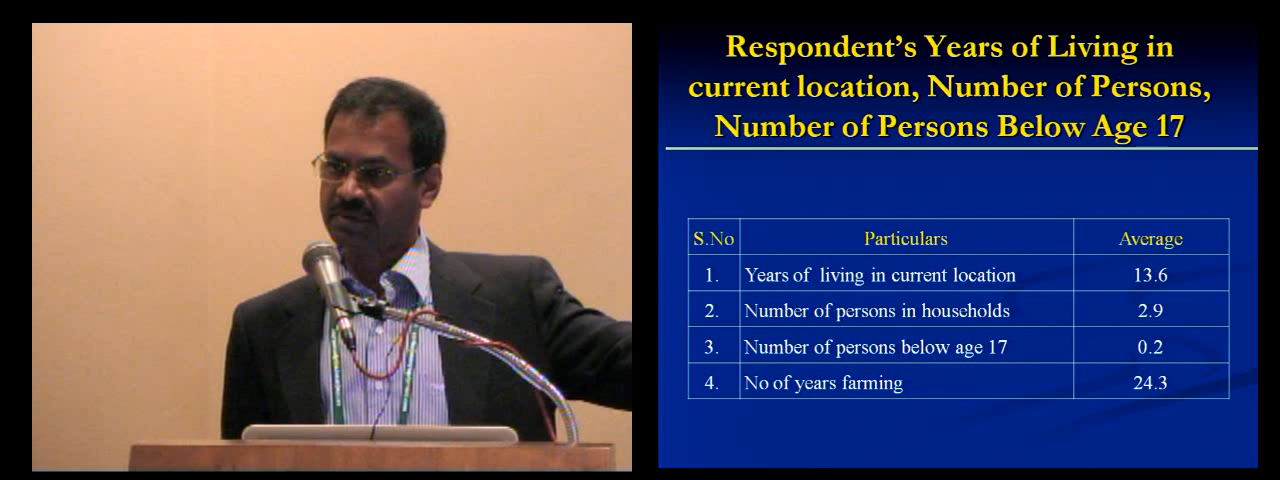 Respondent's Years of Living in
current location, Number of Persons,
Number of Persons Below Age 17
S.No Particulars Average
1. Years of living in current location 13.6
2. Number of persons in households 2.9
3. Number of persons below age 17 0.2
4. No of years farming 24.3